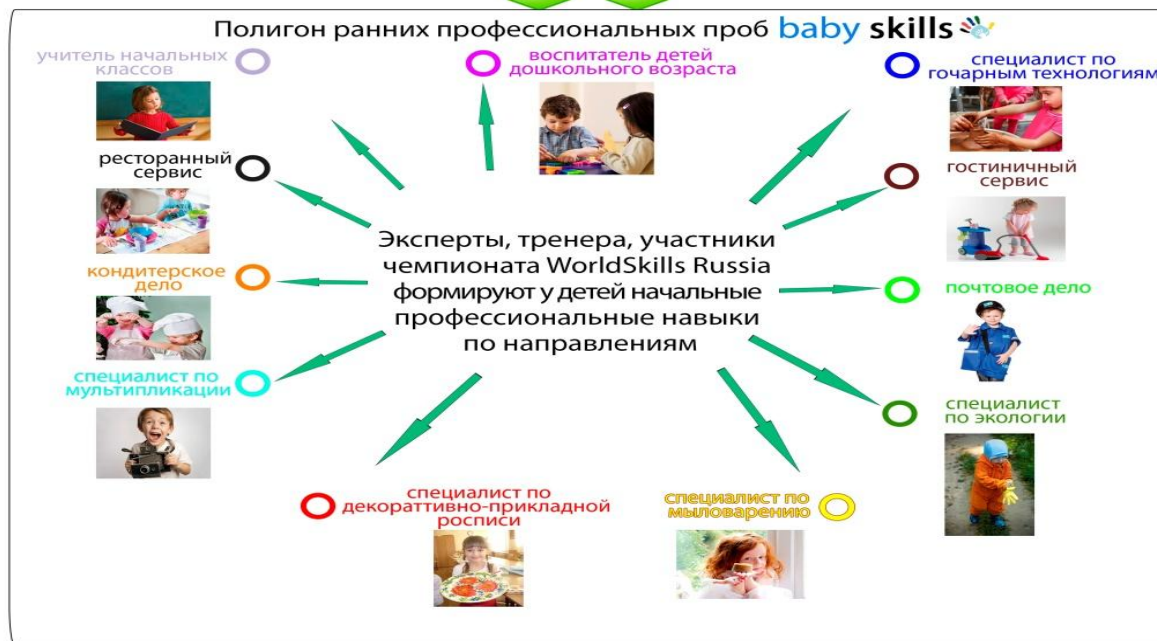 Полигон ранних профессиональных проб baby skills
учитель начальных
классов
воспитатель детей
дошкольного возраста
специалист по
гочарным технологиям
ресторанный
сервис
гостиничный
сервис
Эксперты, тренера, участники
чемпионата WorldSkills Russia
формируют у детей начальные
профессиональные навыки
по направлениям
кондитерское
дело
почтовое дело
специалист по
мультипликации
специалист
по экологии
специалист по
декораттивно-прикладной
росписи
специалист по
мыловарению